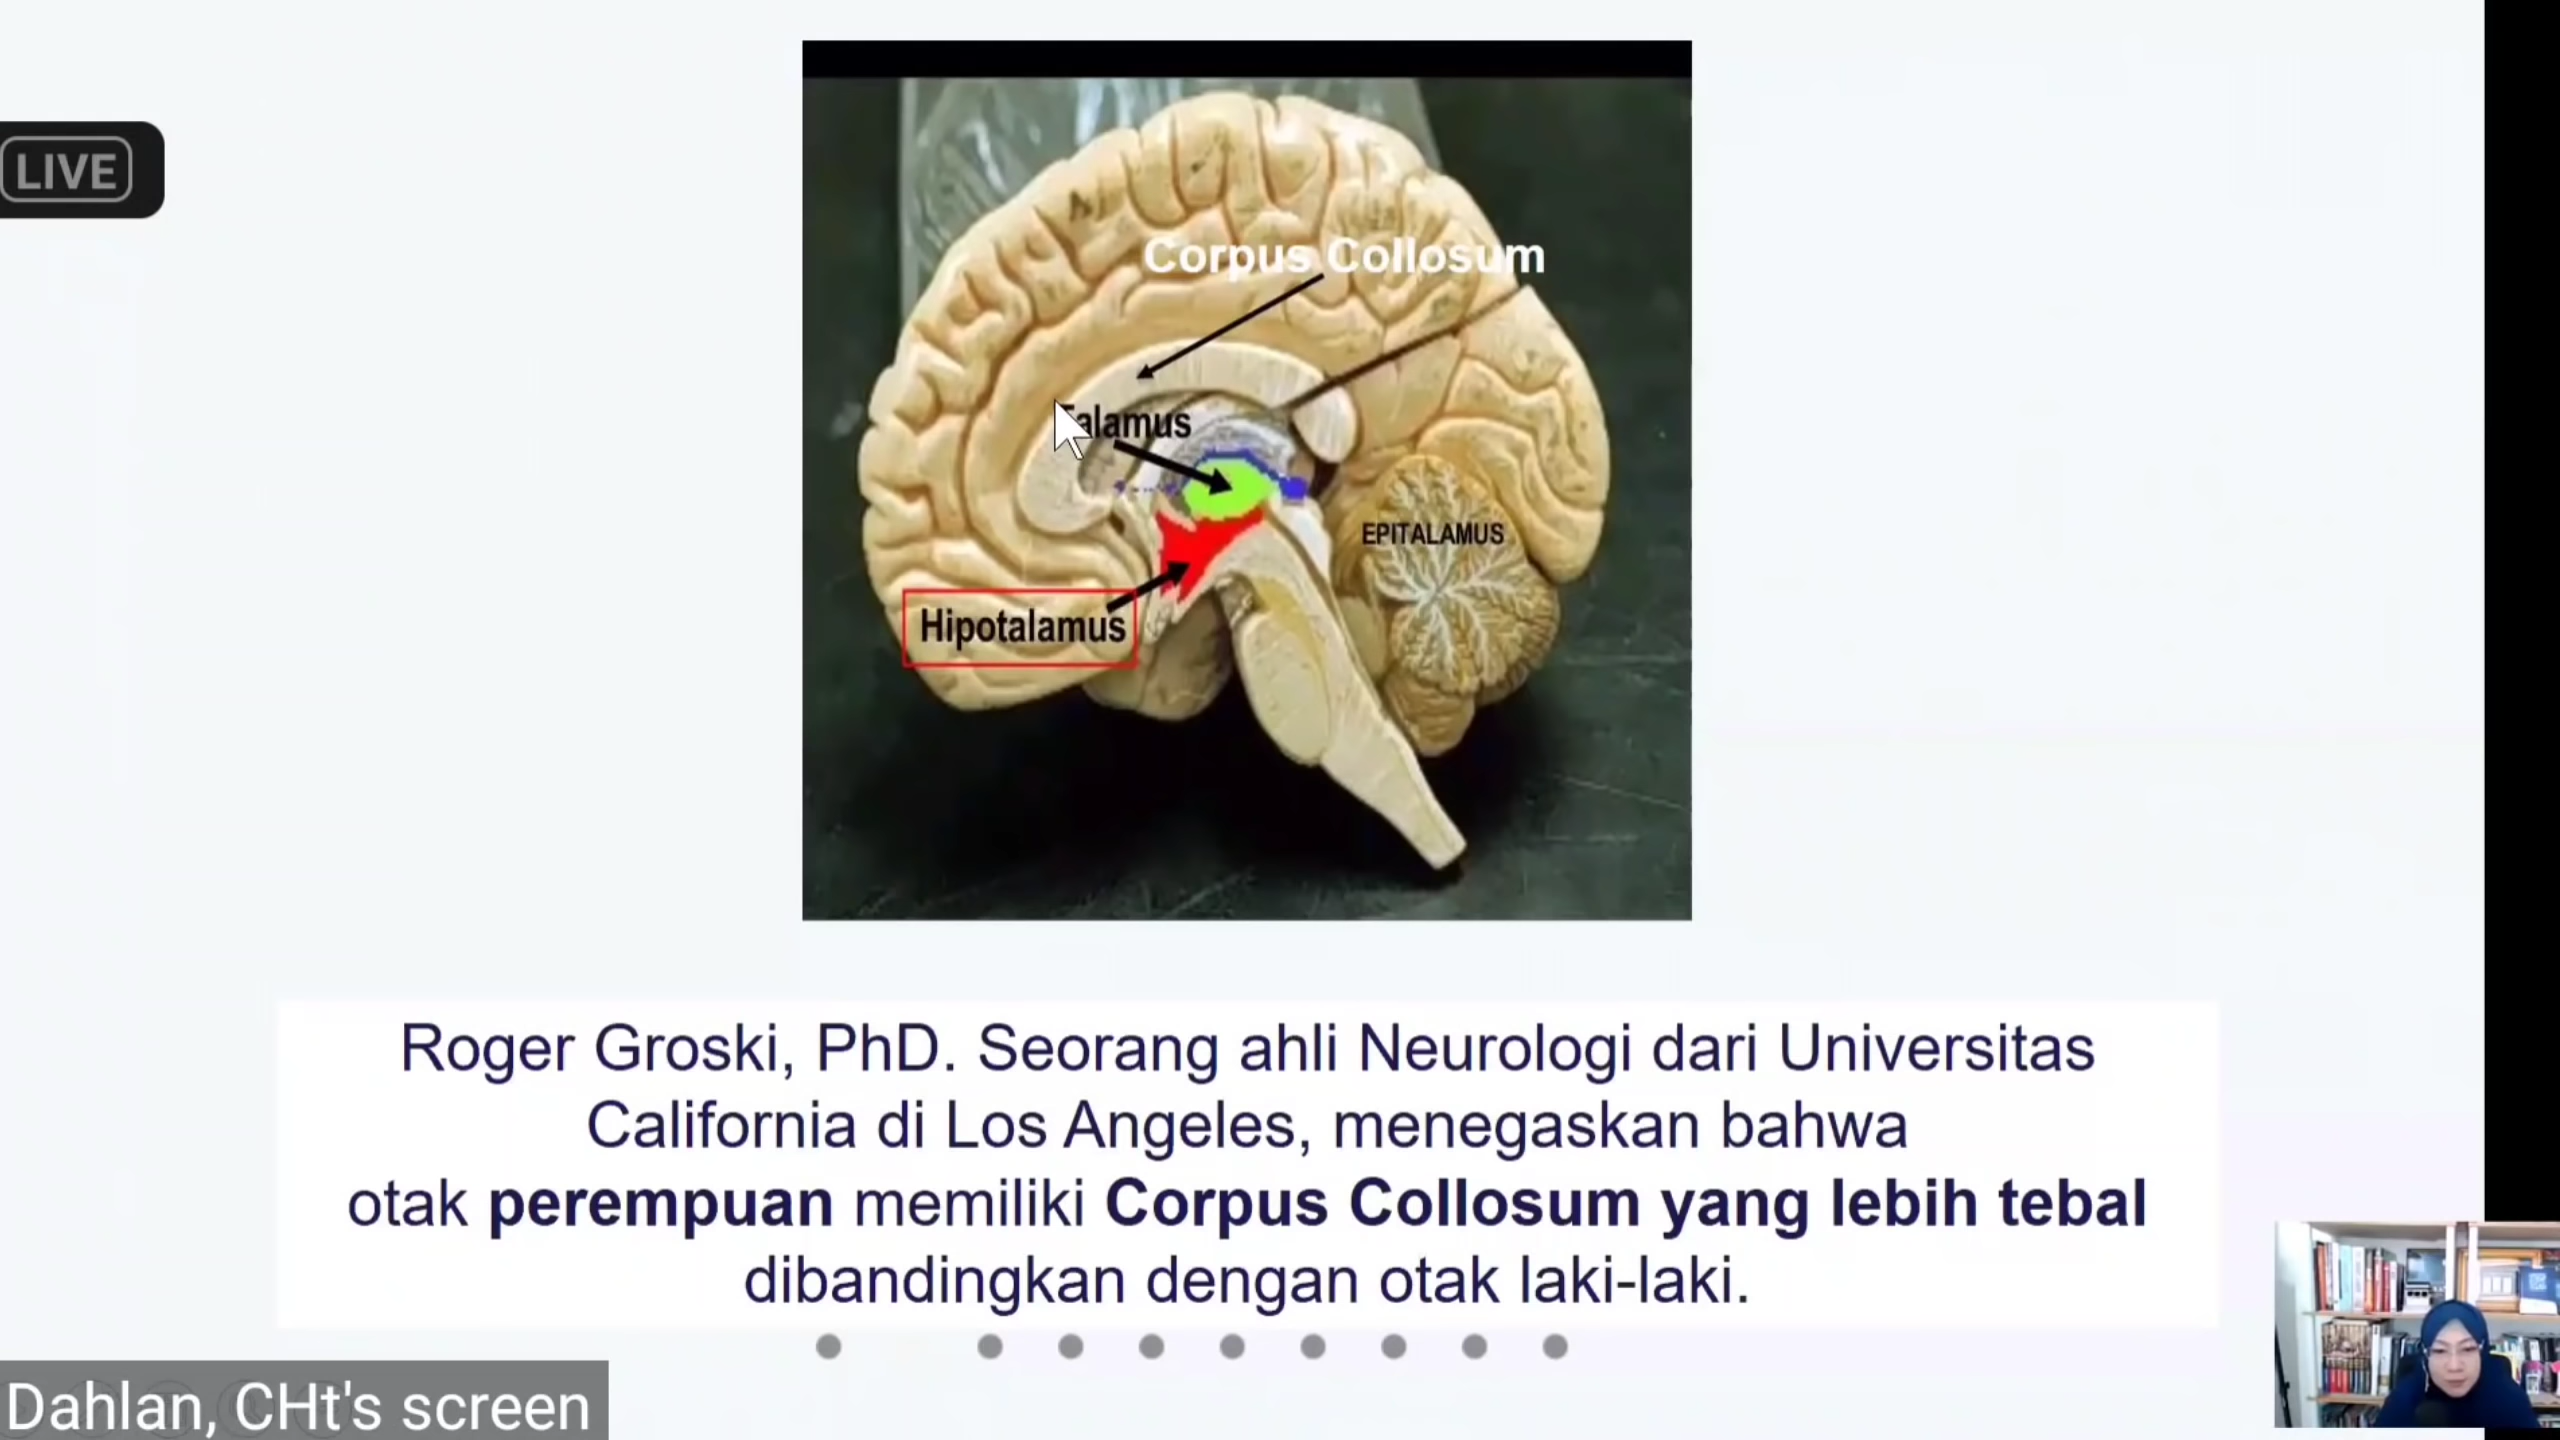 LIVE
Corpus Collosum
EPITALAMUS
Hipotalamus
Roger Groski, PhD. Seorang ahli Neurologi dari Universitas
California di Los Angeles, menegaskan bahwa
otak perempuan memiliki Corpus Collosum yang lebih tebal
dibandingkan dengan otak laki-laki.
Dahlan, CHt's screen